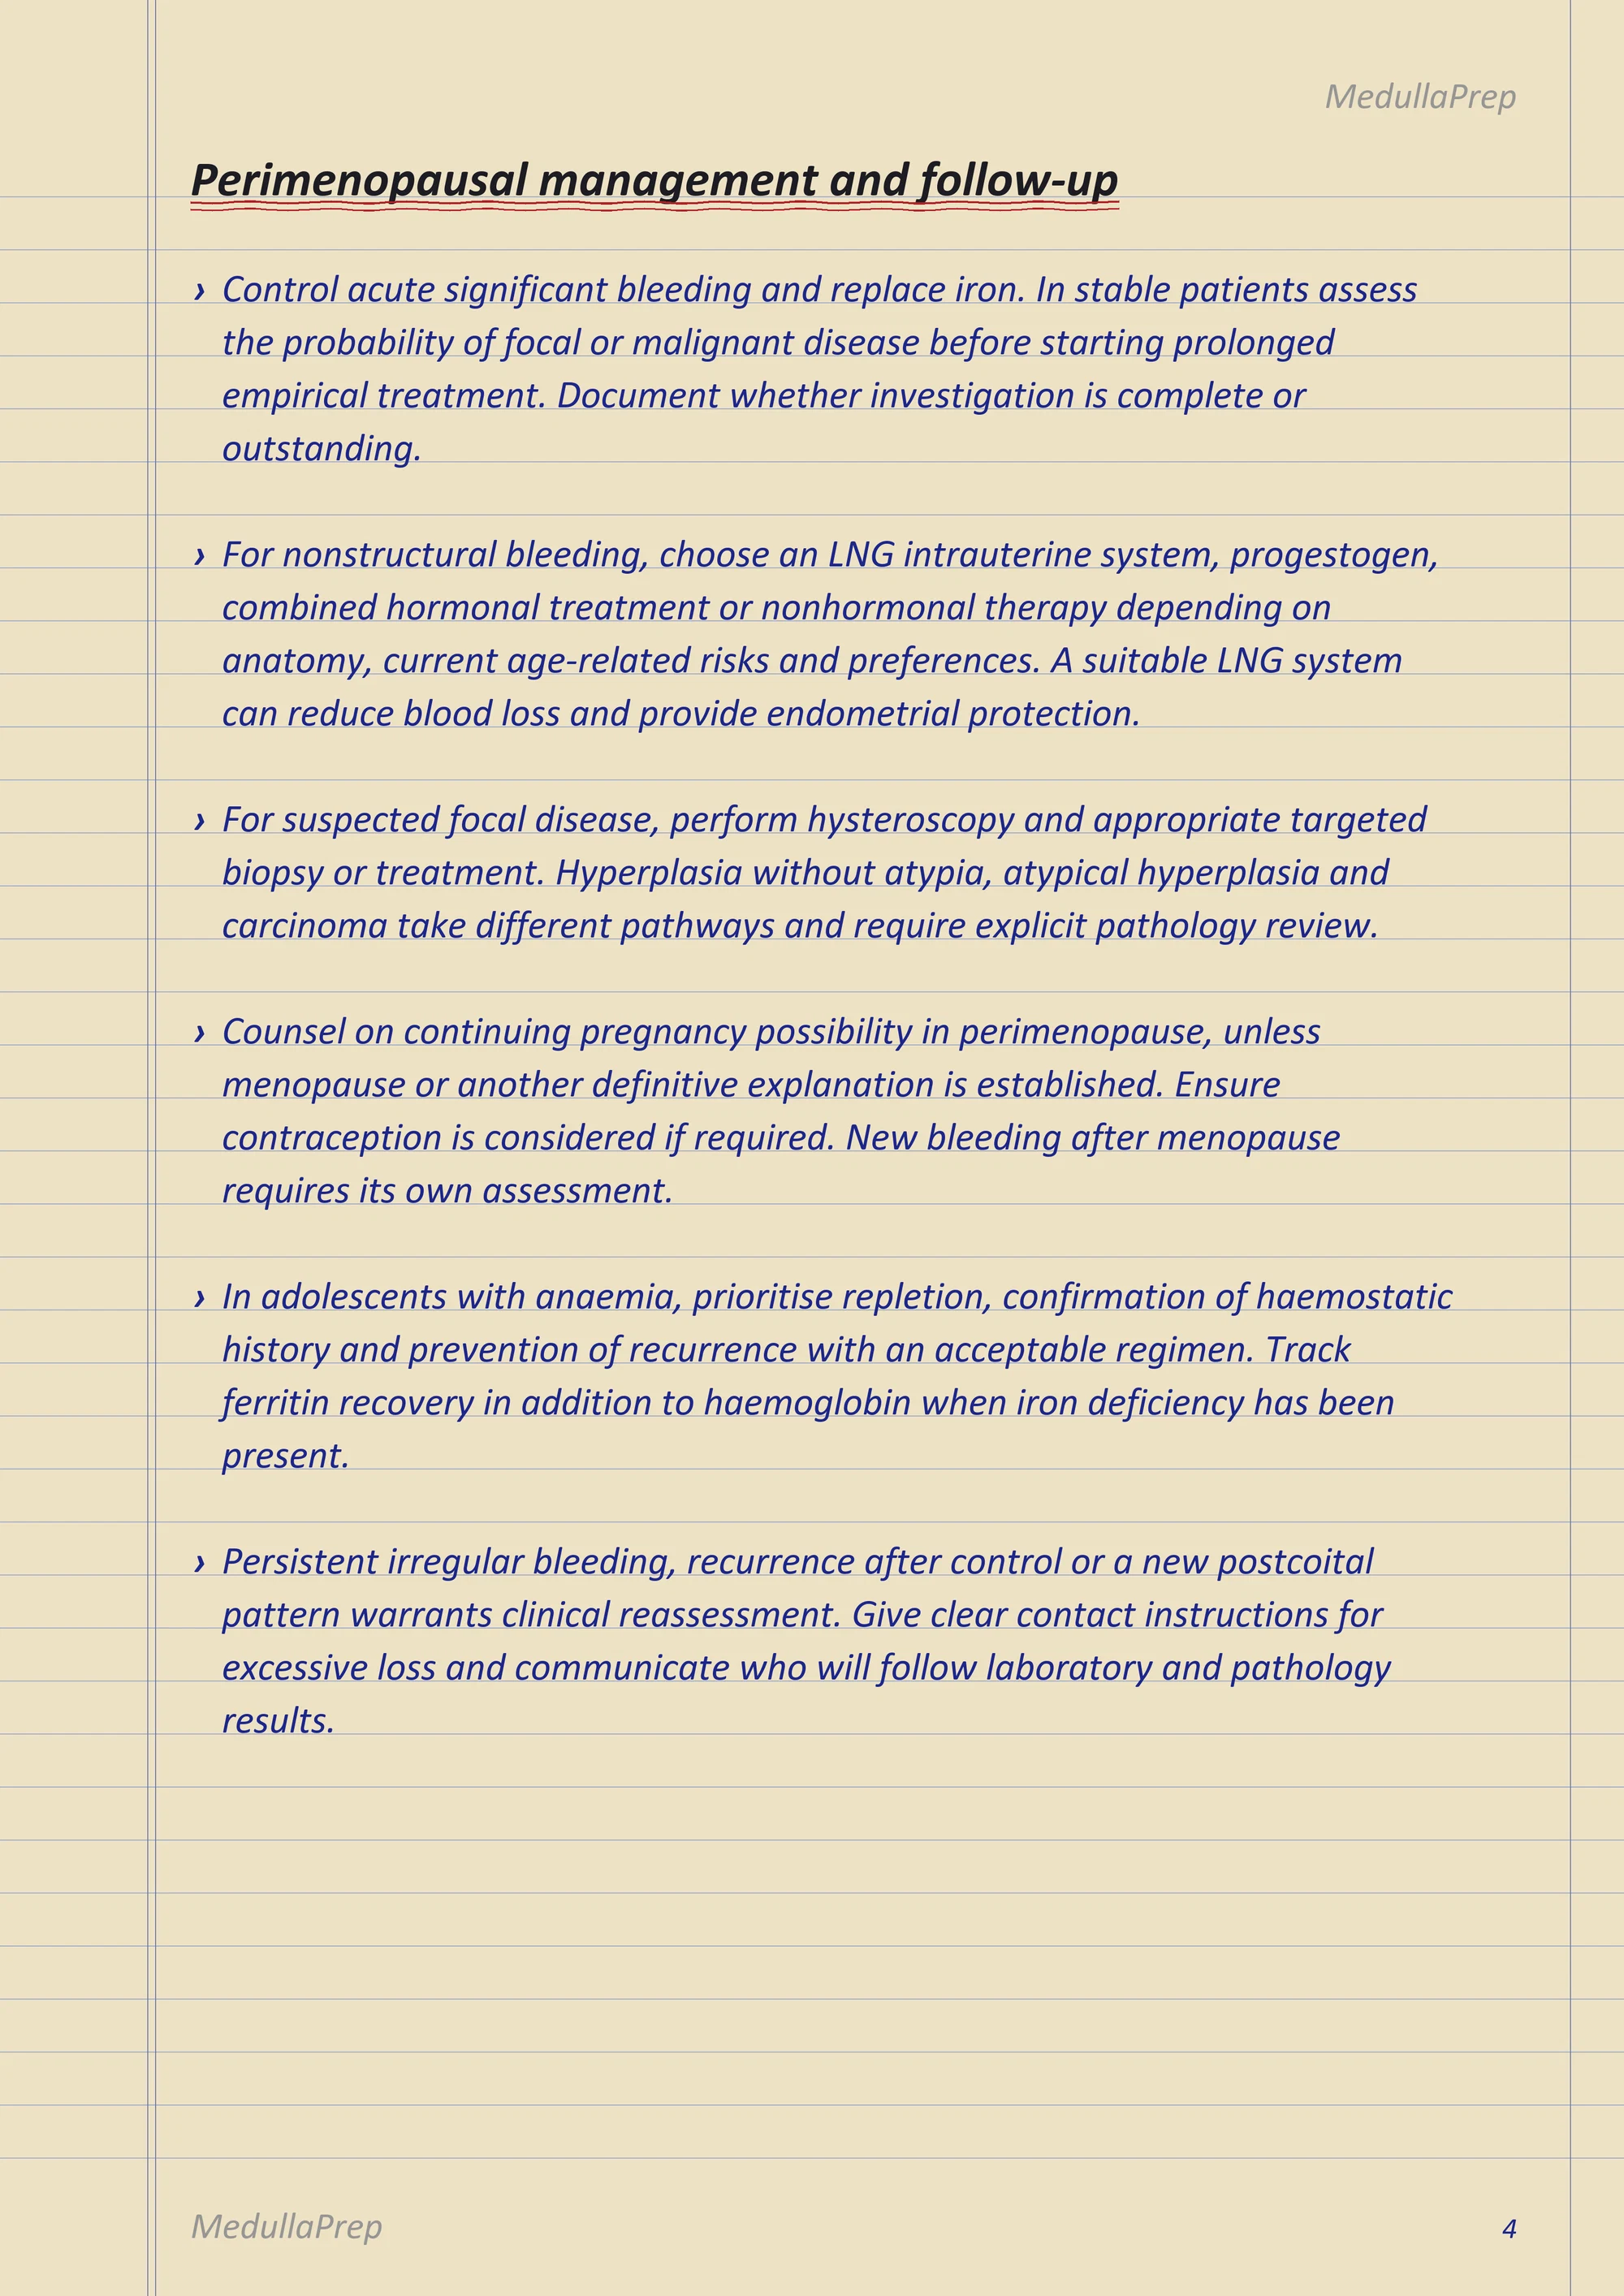 MedullaPrep
Perimenopausal management and follow-up
› Control acute significant bleeding and replace iron. In stable patients assess
the probability of focal or malignant disease before starting prolonged
empirical treatment. Document whether investigation is complete or
outstanding.
› For nonstructural bleeding, choose an LNG intrauterine system, progestogen,
combined hormonal treatment or nonhormonal therapy depending on
anatomy, current age-related risks and preferences. A suitable LNG system
can reduce blood loss and provide endometrial protection.
› For suspected focal disease, perform hysteroscopy and appropriate targeted
biopsy or treatment. Hyperplasia without atypia, atypical hyperplasia and
carcinoma take different pathways and require explicit pathology review.
› Counsel on continuing pregnancy possibility in perimenopause, unless
menopause or another definitive explanation is established. Ensure
contraception is considered if required. New bleeding after menopause
requires its own assessment.
› In adolescents with anaemia, prioritise repletion, confirmation of haemostatic
history and prevention of recurrence with an acceptable regimen. Track
ferritin recovery in addition to haemoglobin when iron deficiency has been
present.
› Persistent irregular bleeding, recurrence after control or a new postcoital
pattern warrants clinical reassessment. Give clear contact instructions for
excessive loss and communicate who will follow laboratory and pathology
results.
MedullaPrep
4